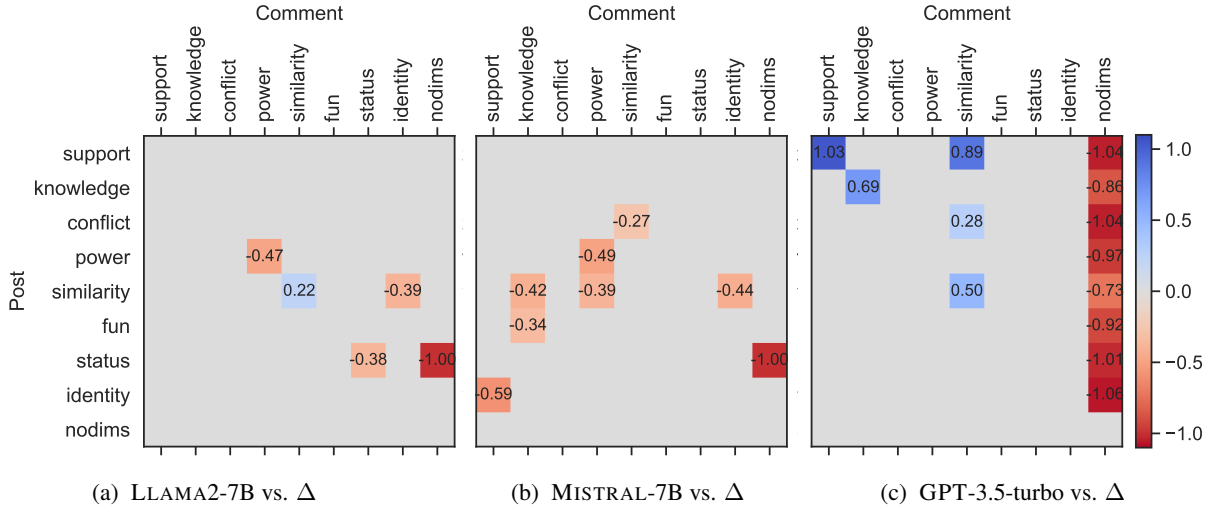 Comment Comment Comment
support knowledge conflict power similarity fun status identity nodims
support knowledge conflict power similarity fun status identity nodims
support knowledge conflict power similarity fun status identity nodims
Post
support 1.03 0.89 -1.04
knowledge 0.69 -0.86
conflict -0.27 0.28 -1.04
power -0.47 -0.49 -0.97
similarity 0.22 -0.39 -0.42 -0.39 -0.44 0.50 -0.73
fun -0.34 -0.92
status -0.38 -1.00 -1.00 -1.01
identity -0.59 -1.06
nodims
1.0
0.5
0.0
−0.5
−1.0
(a) LLAMA2-7B vs. Δ (b) MISTRAL-7B vs. Δ (c) GPT-3.5-turbo vs. Δ